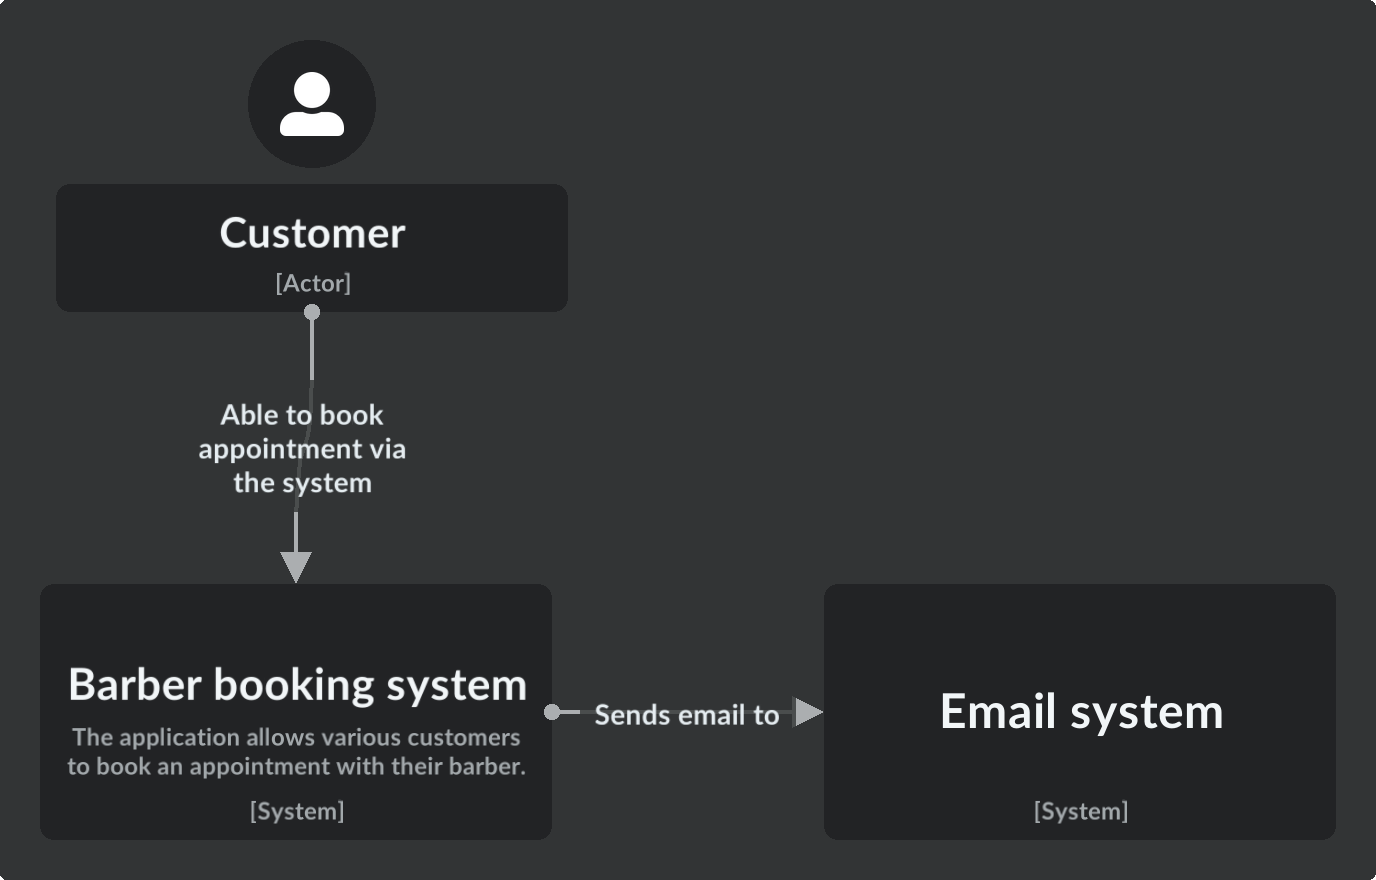 Customer
[Actor]
Able to book
appointment via
the system
Barber booking system
The application allows various customers
to book an appointment with their barber.
[System]
Sends email to
Email system
[System]